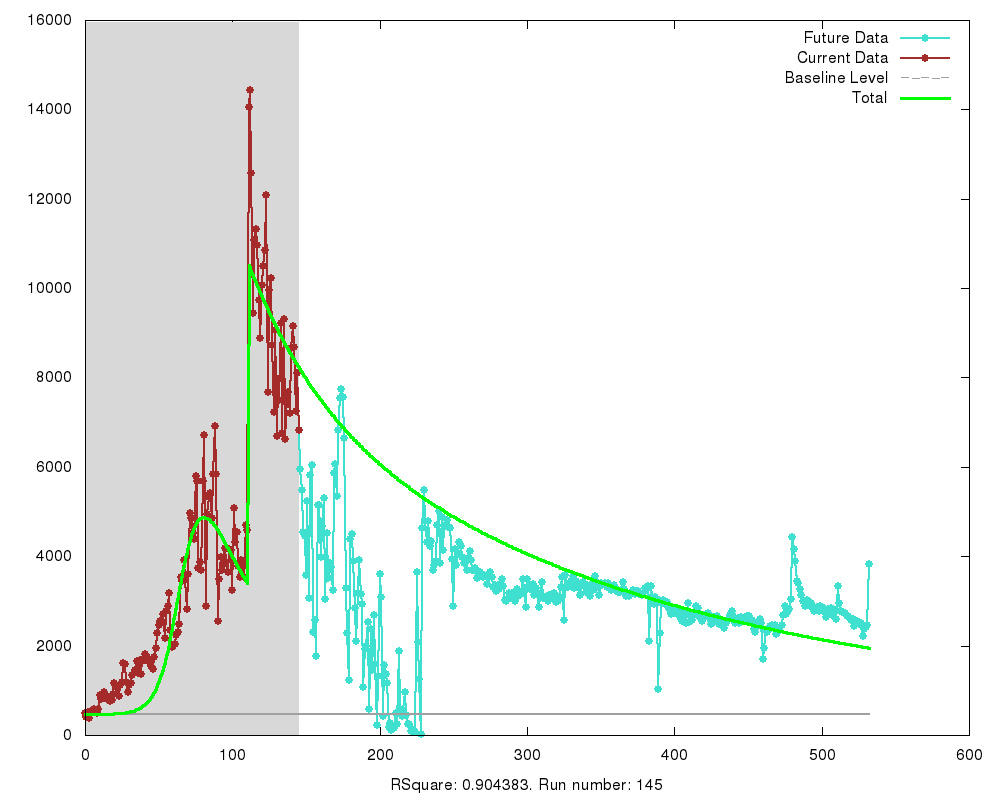 16000
14000
12000
10000
8000
6000
4000
2000
0
Future Data
Current Data
Baseline Level
Total
0 100 200 300 400 500 600
RSquare: 0.904383. Run number: 145